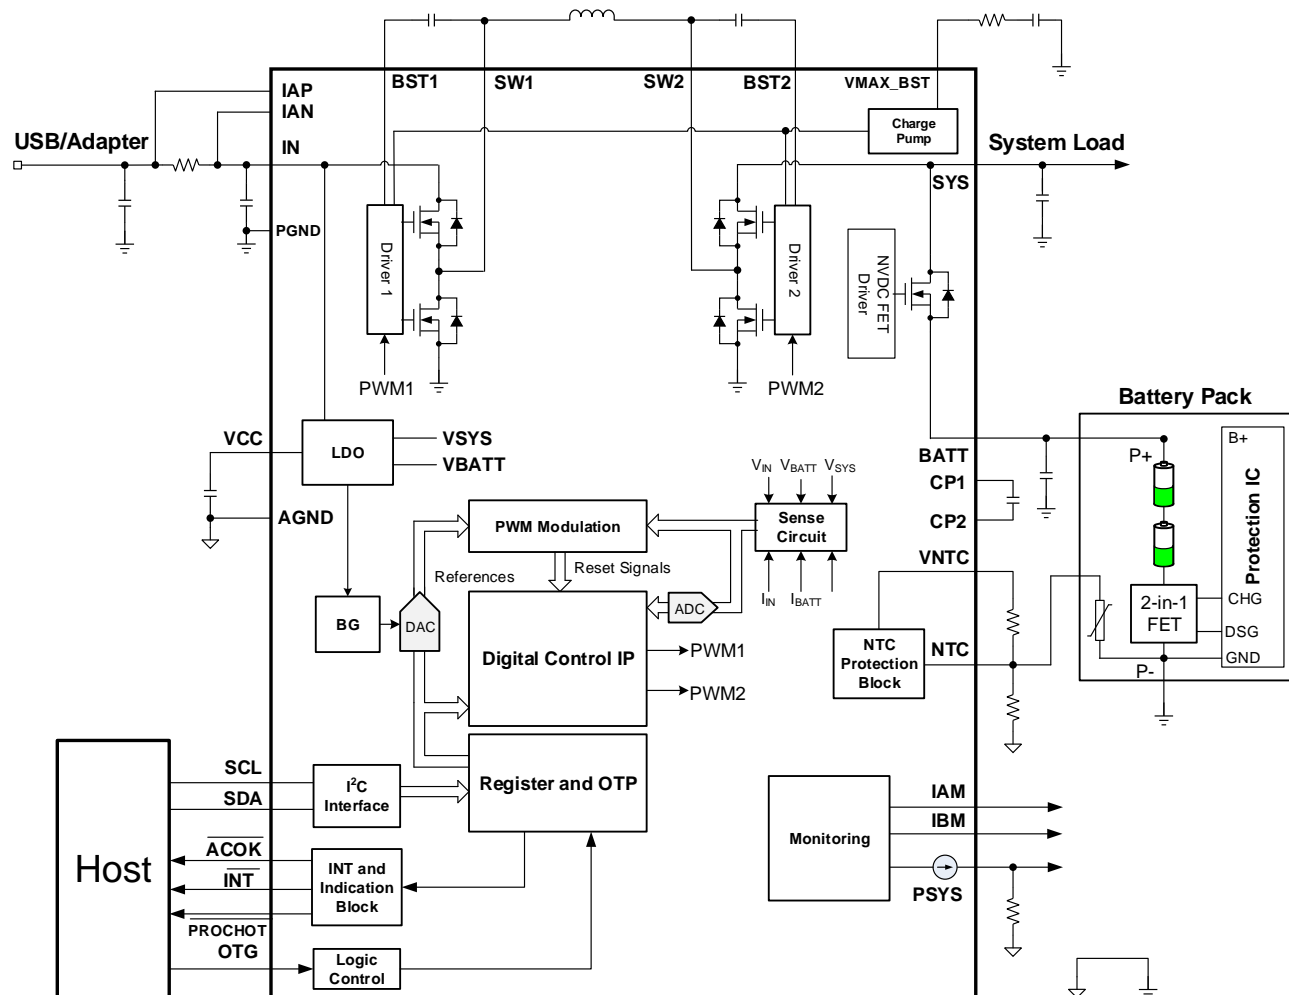 BST1
SW1
SW2
BST2
VMAX_BST
IAP
IAN
Charge
Pump
USB/Adapter
IN
System Load
SYS
PGND
Driver 1
Driver 2
NVDC FET
Driver
PWM1
PWM2
Battery Pack
VCC
LDO
VSYS
VBATT
BATT
P+
B+
Protection IC
CP1
CP2
VIN
VBATT
VSYS
AGND
PWM Modulation
Sense
Circuit
References
Reset Signals
VNTC
IIN
IBATT
BG
DAC
ADC
Digital Control IP
PWM1
PWM2
NTC
Protection
Block
NTC
2-in-1
FET
CHG
DSG
GND
P-
SCL
SDA
I²C
Interface
Register and OTP
Host
ACOK
INT
PROCHOT
INT and
Indication
Block
OTG
Logic
Control
Monitoring
IAM
IBM
PSYS